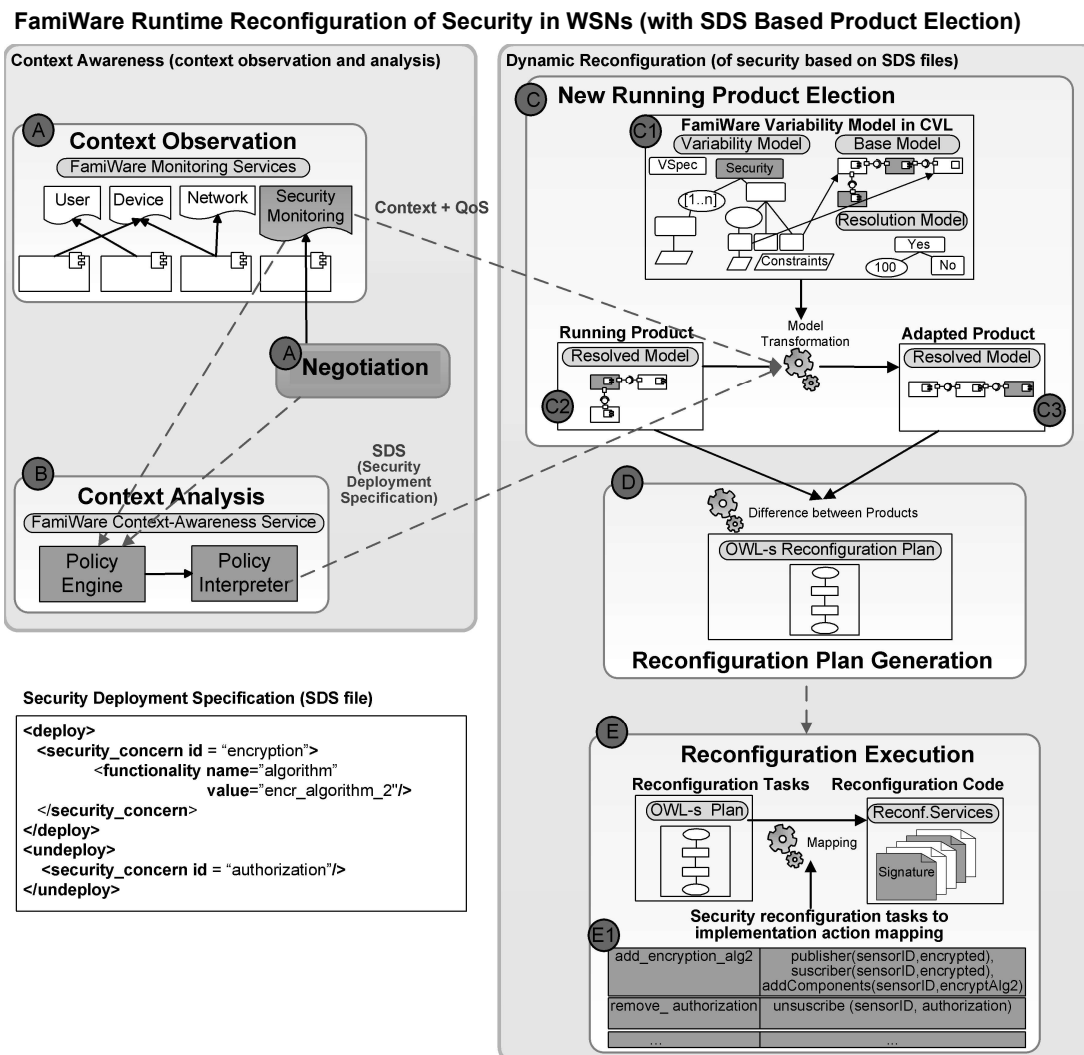 FamiWare Runtime Reconfiguration of Security in WSNs (with SDS Based Product Election)
Context Awareness (context observation and analysis)
A
Context Observation
FamiWare Monitoring Services
User
Device
Network
Security
Monitoring
Context + QoS
A
Negotiation
SDS
(Security
Deployment
Specification)
B
Context Analysis
FamiWare Context-Awareness Service
Policy
Engine
Policy
Interpreter
Security Deployment Specification (SDS file)
<deploy>
<security_concern id = “encryption”>
<functionality name=”algorithm”
value=”encr_algorithm_2"/>
</security_concern>
</deploy>
<undeploy>
<security_concern id = “authorization”/>
</undeploy>
Dynamic Reconfiguration (of security based on SDS files)
C
New Running Product Election
C1
FamiWare Variability Model in CVL
Variability Model
Base Model
VSpec
Security
[1..n]
Resolution Model
Constraints
Yes
100
No
Running Product
Resolved Model
C2
Model
Transformation
Adapted Product
Resolved Model
C3
D
Difference between Products
OWL-s Reconfiguration Plan
Reconfiguration Plan Generation
E
Reconfiguration Execution
Reconfiguration Tasks
Reconfiguration Code
OWL-s Plan
Mapping
Reconf.Services
Signature
Security reconfiguration tasks to
implementation action mapping
E1
add_encryption_alg2
publisher(sensorID,encrypted),
suscriber(sensorID,encrypted),
addComponents(sensorID,encryptAlg2)
remove_ authorization
unsuscribe (sensorID, authorization)
...
...